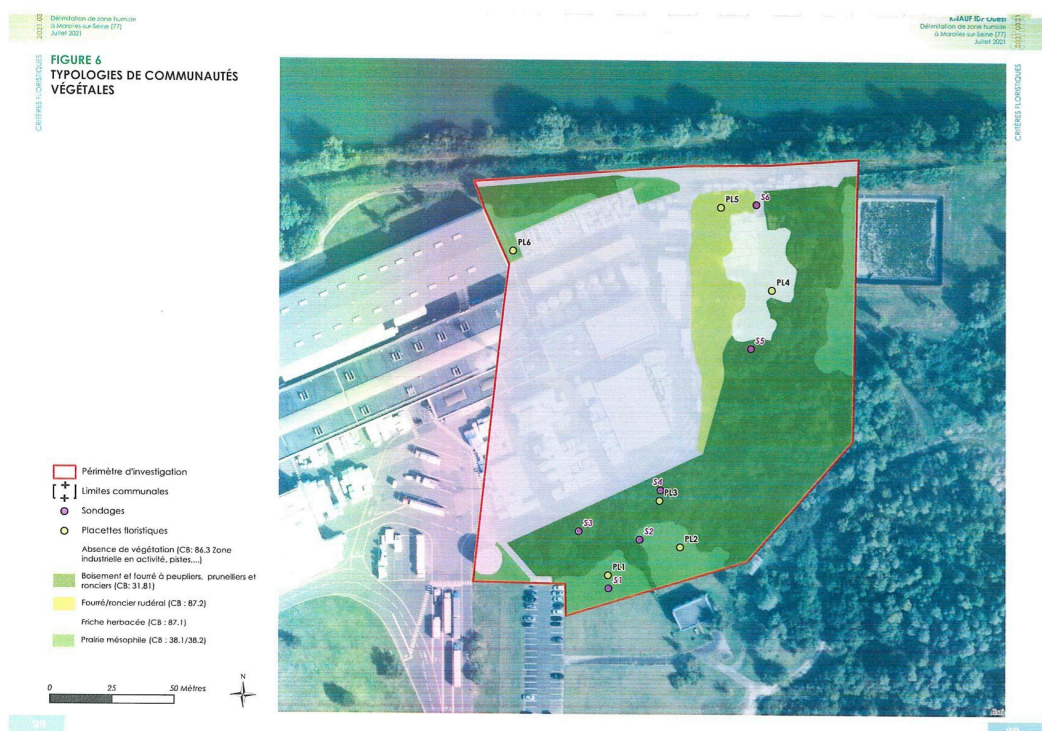 2021.03
Délimitation de zone humide
à Marolles-sur-Seine (77)
Juillet 2021
KNAUF IDF Ouest
Délimitation de zone humide
à Marolles-sur-Seine (77)
Juillet 2021
CRITÈRES FLORISTIQUES
FIGURE 6
TYPOLOGIES DE COMMUNAUTÉS
VÉGÉTALES
CRITÈRES FLORISTIQUES
PL5
S6
PL6
PL4
S5
S4
PL3
S3
S2
PL2
PL1
S1
Périmètre d'investigation
Limites communales
Sondages
Placettes floristiques
Absence de végétation (CB: 86.3 Zone
industrielle en activité, pistes,...)
Boisement et fourré à peupliers, prunelliers et
ronciers (CB: 31.81)
Fourré/roncier rudéral (CB : 87.2)
Friche herbacée (CB : 87.1)
Prairie mésophile (CB : 38.1/38.2)
0 25 50 Mètres
N